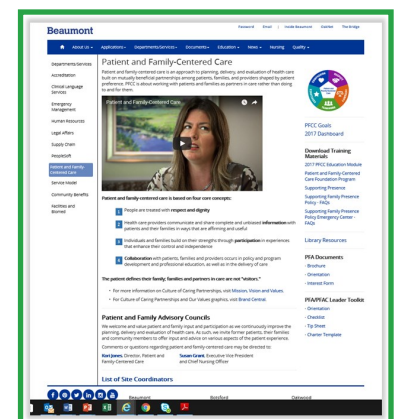 Beaumont
Password Email | Inside Beaumont OakNet The Bridge
About Us Applications Departments/Services Documents Education News Nursing Quality
Departments/Services
Accreditation
Clinical Language
Services
Emergency
Management
Human Resources
Legal Affairs
Supply Chain
PeopleSoft
Patient and Family-
centered Care
Service Model
Community Benefits
Facilities and
Biomed
Patient and Family-Centered Care
Patient and family-centered care is an approach to planning, delivery, and evaluation of health care
built on mutually beneficial partnerships among patients, families, and providers shaped by patient
preference. PFCC is about working with patients and families as partners in care rather than doing
to and for them.
Patient and Family-Centered Care
Patient and family-centered care is based on four core concepts:
1 People are treated with respect and dignity
2 Health care providers communicate and share complete and unbiased information with
patients and their families in ways that are affirming and useful
3 Individuals and families build on their strengths through participation in experiences
that enhance their control and independence
4 Collaboration with patients, families and providers occurs in policy and program
development and professional education, as well as in the delivery of care
The patient defines their family; families and partners in care are not "visitors."
• For more information on Culture of Caring Partnerships, visit Mission, Vision and Values.
• For Culture of Caring Partnerships and Our Values graphics, visit Brand Central.
Patient and Family Advisory Councils
We welcome and value patient and family input and participation as we continuously improve the
planning, delivery and evaluation of health care. As such, we invite former patients, their families
and community members to offer input and advice on various aspects of the patient experience.
Comments or questions regarding patient and family-centered care may be directed to:
Kori Jones, Director, Patient and
Family-Centered Care
Susan Grant, Executive Vice President
and Chief Nursing Officer
List of Site Coordinators
Beaumont Botsford Oakwood
PFCC Goals
2017 Dashboard
Download Training
Materials
2017 PFCC Education Module
Patient and Family-Centered
Care Foundation Program
Supporting Presence
Supporting Family Presence
Policy - FAQs
Supporting Family Presence
Policy Emergency Center -
FAQs
Library Resources
PFA Documents
- Brochure
- Orientation
- Interest Form
PFA/PFAC Leader Toolkit
- Orientation
- Checklist
- Tip Sheet
- Charter Template